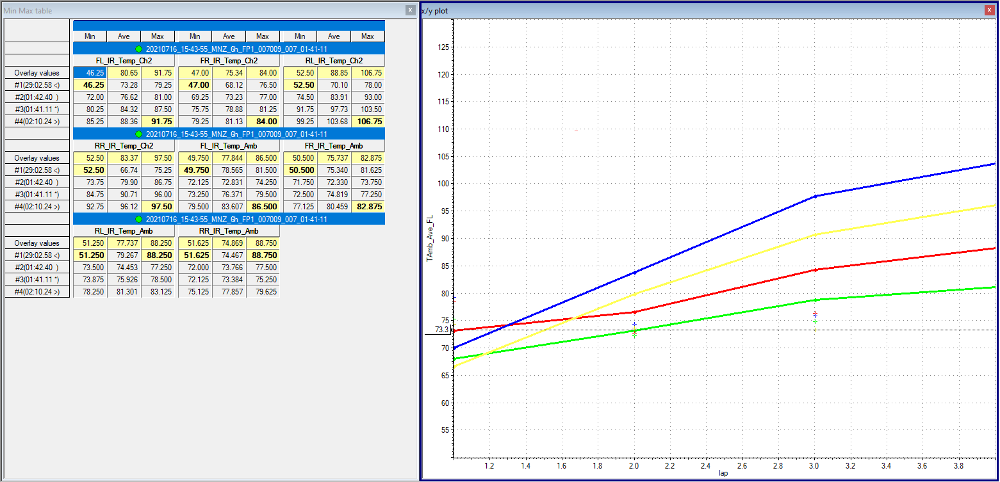 Min Max table
Min Ave Max Min Ave Max Min Ave Max
20210716_15-43-55_MNZ_6h_FP1_007009_007_01-41-11
FL_IR_Temp_Ch2 FR_IR_Temp_Ch2 RL_IR_Temp_Ch2
Overlay values 46.25 80.65 91.75 47.00 75.34 84.00 52.50 88.85 106.75
#1(29:02.58 <) 46.25 73.28 79.25 47.00 68.12 76.50 52.50 70.10 78.00
#2(01:42.40 ) 72.00 76.62 81.00 69.25 73.23 77.00 74.50 83.91 93.00
#3(01:41.11 *) 80.25 84.32 87.50 75.75 78.88 81.25 91.75 97.73 103.50
#4(02:10.24 >) 85.25 88.36 91.75 79.25 81.13 84.00 99.25 103.68 106.75
20210716_15-43-55_MNZ_6h_FP1_007009_007_01-41-11
RR_IR_Temp_Ch2 FL_IR_Temp_Amb FR_IR_Temp_Amb
Overlay values 52.50 83.37 97.50 49.750 77.844 86.500 50.500 75.737 82.875
#1(29:02.58 <) 52.50 66.74 75.25 49.750 78.565 81.500 50.500 75.340 81.625
#2(01:42.40 ) 73.75 79.90 86.75 72.125 72.831 74.250 71.750 72.330 73.750
#3(01:41.11 *) 84.75 90.71 96.00 73.250 76.371 79.500 72.500 74.819 77.250
#4(02:10.24 >) 92.75 96.12 97.50 79.500 83.607 86.500 77.125 80.459 82.875
20210716_15-43-55_MNZ_6h_FP1_007009_007_01-41-11
RL_IR_Temp_Amb RR_IR_Temp_Amb
Overlay values 51.250 77.737 88.250 51.625 74.869 88.750
#1(29:02.58 <) 51.250 79.267 88.250 51.625 74.467 88.750
#2(01:42.40 ) 73.500 74.453 77.250 72.000 73.766 77.500
#3(01:41.11 *) 73.875 75.926 78.500 72.125 73.384 75.250
#4(02:10.24 >) 78.250 81.301 83.125 75.125 77.857 79.625
x/y plot
125
120
115
110
105
100
95
90
85
80
75
73.3
70
65
60
55
TAmb_Ave_FL
1.2 1.4 1.6 1.8 2.0 2.2 2.4 2.6 2.8 3.0 3.2 3.4 3.6 3.8
lap